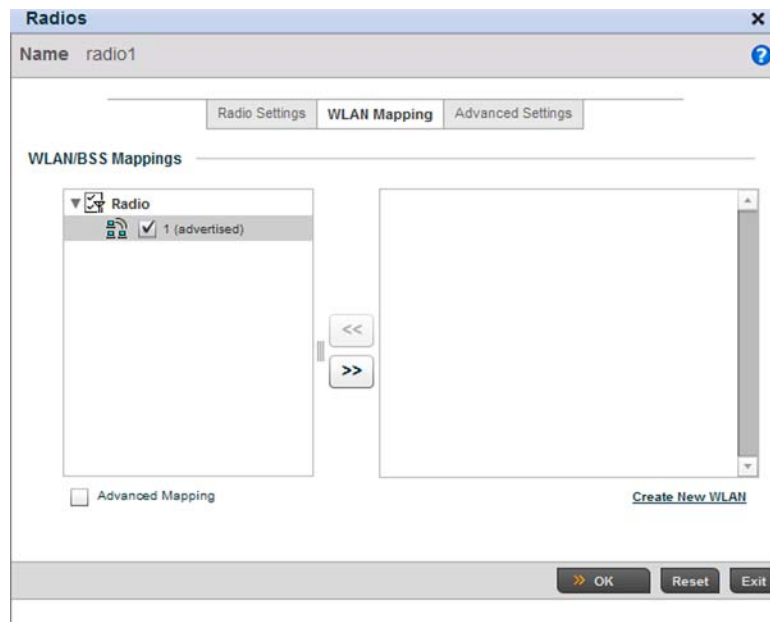 Radios
Name radio1
Radio Settings WLAN Mapping Advanced Settings
WLAN/BSS Mappings
Radio
1 (advertised)
<<
>>
Advanced Mapping Create New WLAN
>> OK Reset Exit